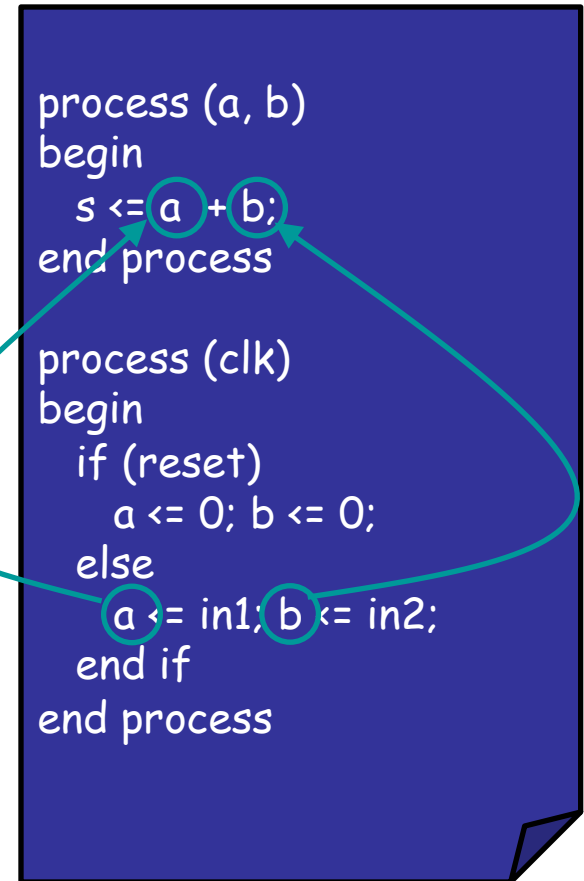 process (a, b)
begin
s <= a + b;
end process
process (clk)
begin
if (reset)
a <= 0; b <= 0;
else
a <= in1; b <= in2;
end if
end process